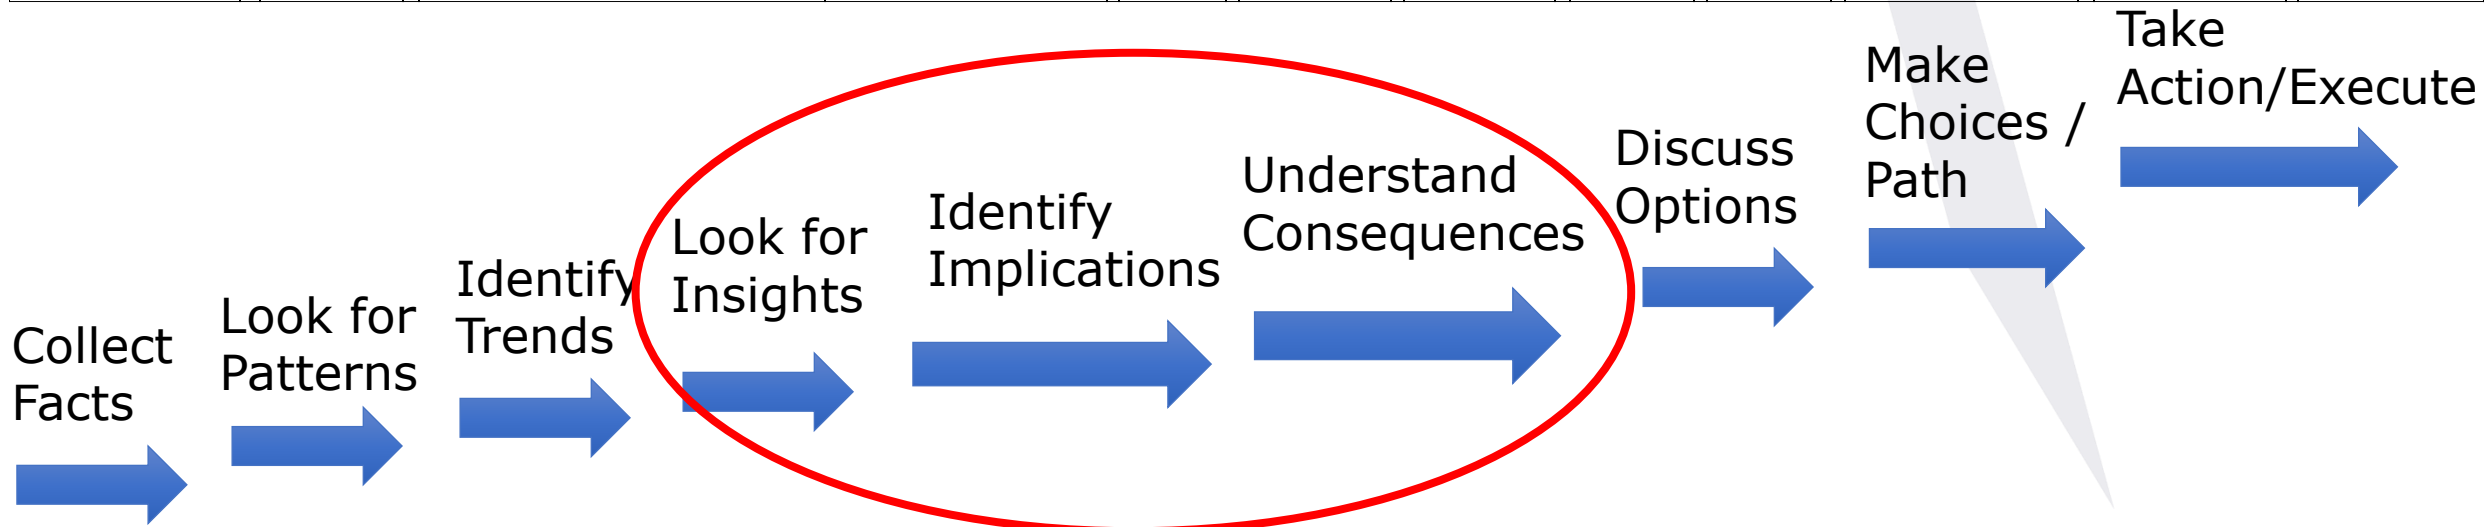 Collect
Facts
Look for
Patterns
Identify
Trends
Look for
Insights
Identify
Implications
Understand
Consequences
Discuss
Options
Make
Choices /
Path
Take
Action/Execute